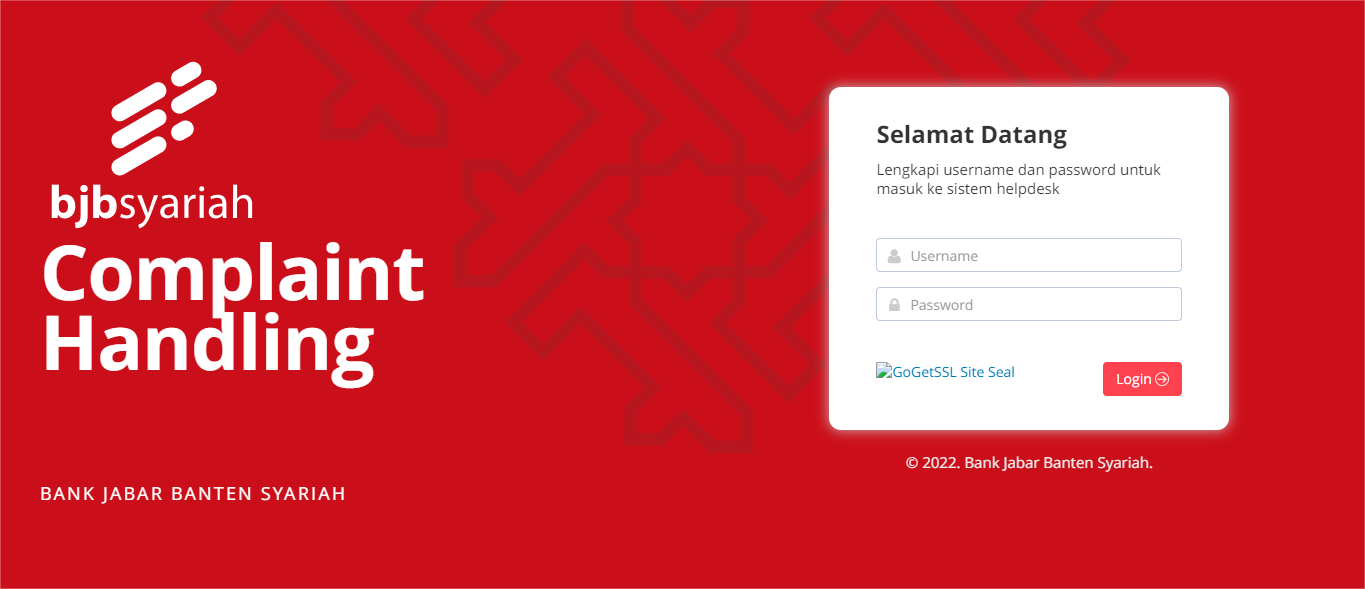 bjbsyariah
Complaint
Handling
BANK JABAR BANTEN SYARIAH
Selamat Datang
Lengkapi username dan password untuk
masuk ke sistem helpdesk
Username
Password
GoGetSSL Site Seal
Login
© 2022. Bank Jabar Banten Syariah.